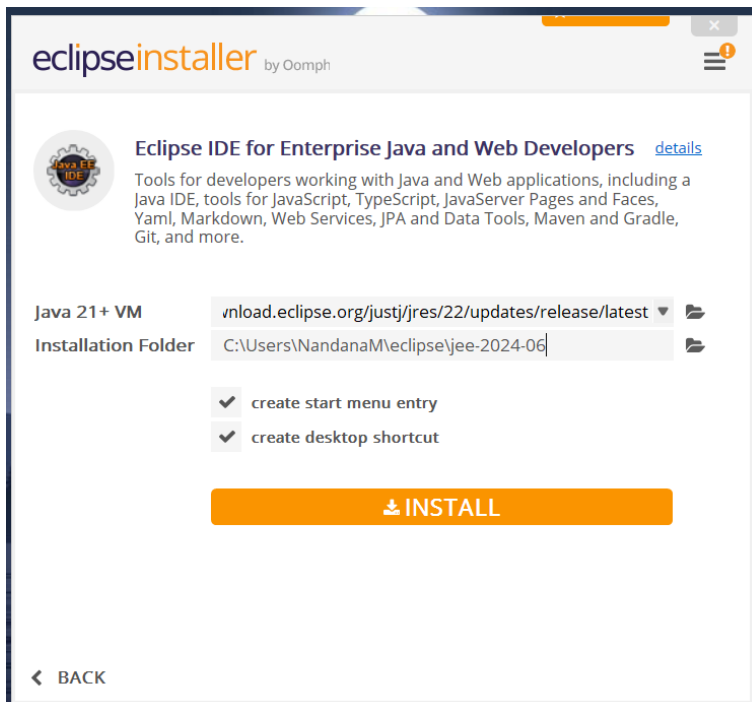 eclipseinstaller by Oomph
Java EE
IDE
Eclipse IDE for Enterprise Java and Web Developers details
Tools for developers working with Java and Web applications, including a
Java IDE, tools for JavaScript, TypeScript, JavaServer Pages and Faces,
Yaml, Markdown, Web Services, JPA and Data Tools, Maven and Gradle,
Git, and more.
Java 21+ VM
vnload.eclipse.org/justj/jres/22/updates/release/latest
Installation Folder
C:\Users\NandanaM\eclipse\jee-2024-06
create start menu entry
create desktop shortcut
INSTALL
BACK